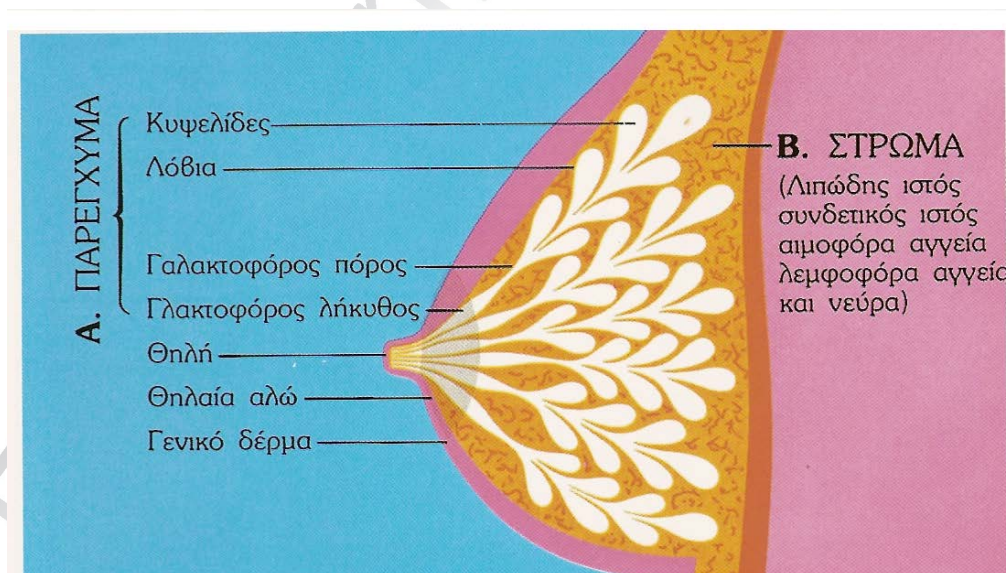 Α. ΠΑΡΕΓΧΥΜΑ
Κυψελίδες
Λόβια
Γαλακτοφόρος πόρος
Γλακτοφόρος λήκυθος
Θηλή
Θηλαία αλώ
Γενικό δέρμα
Β. ΣΤΡΩΜΑ
(Λιπώδης ιστός
συνδετικός ιστός
αιμοφόρα αγγεία
λεμφοφόρα αγγεία
και νεύρα)